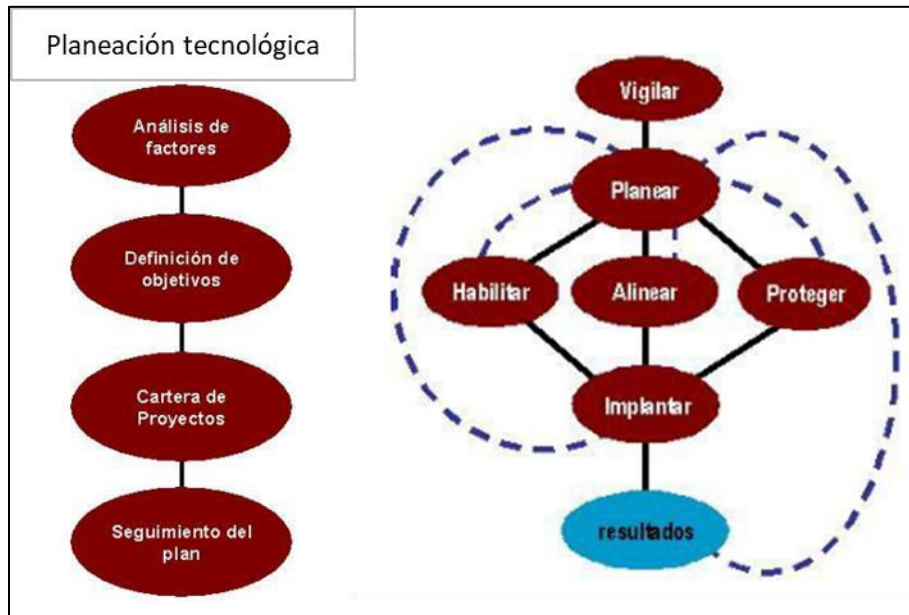 Planeación tecnológica
Análisis de
factores
Definición de
objetivos
Cartera de
Proyectos
Seguimiento del
plan
Vigilar
Planear
Habilitar
Alinear
Proteger
Implantar
resultados